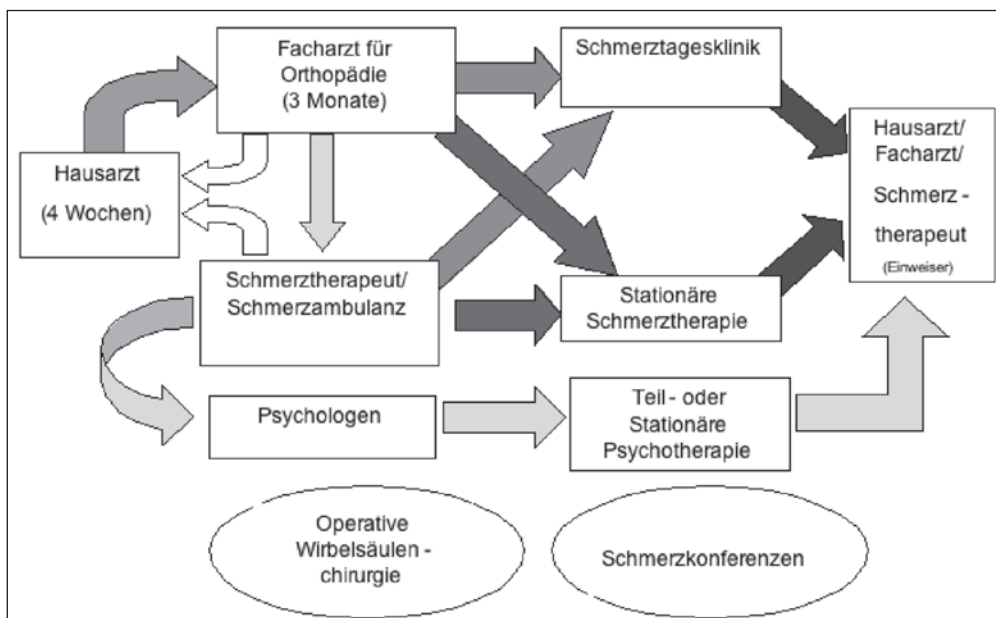 Facharzt für
Orthopädie
(3 Monate)
Schmerztagesklinik
Hausarzt
(4 Wochen)
Hausarzt/
Facharzt/
Schmerz -
therapeut
(Einweiser)
Schmerztherapeut/
Schmerzambulanz
Stationäre
Schmerztherapie
Psychologen
Teil - oder
Stationäre
Psychotherapie
Operative
Wirbelsäulen -
chirurgie
Schmerzkonferenzen